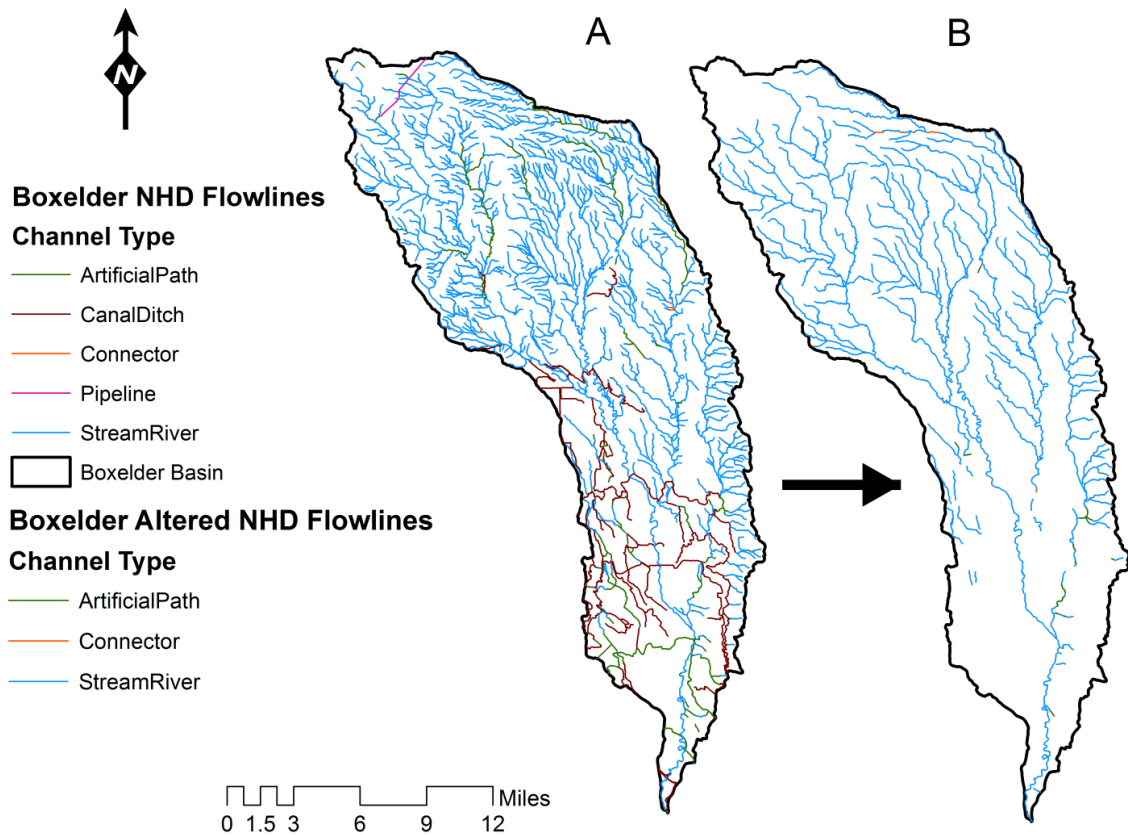 A
B
N
Boxelder NHD Flowlines
Channel Type
ArtificialPath
CanalDitch
Connector
Pipeline
StreamRiver
Boxelder Basin
Boxelder Altered NHD Flowlines
Channel Type
ArtificialPath
Connector
StreamRiver
Miles
0 1.5 3 6 9 12